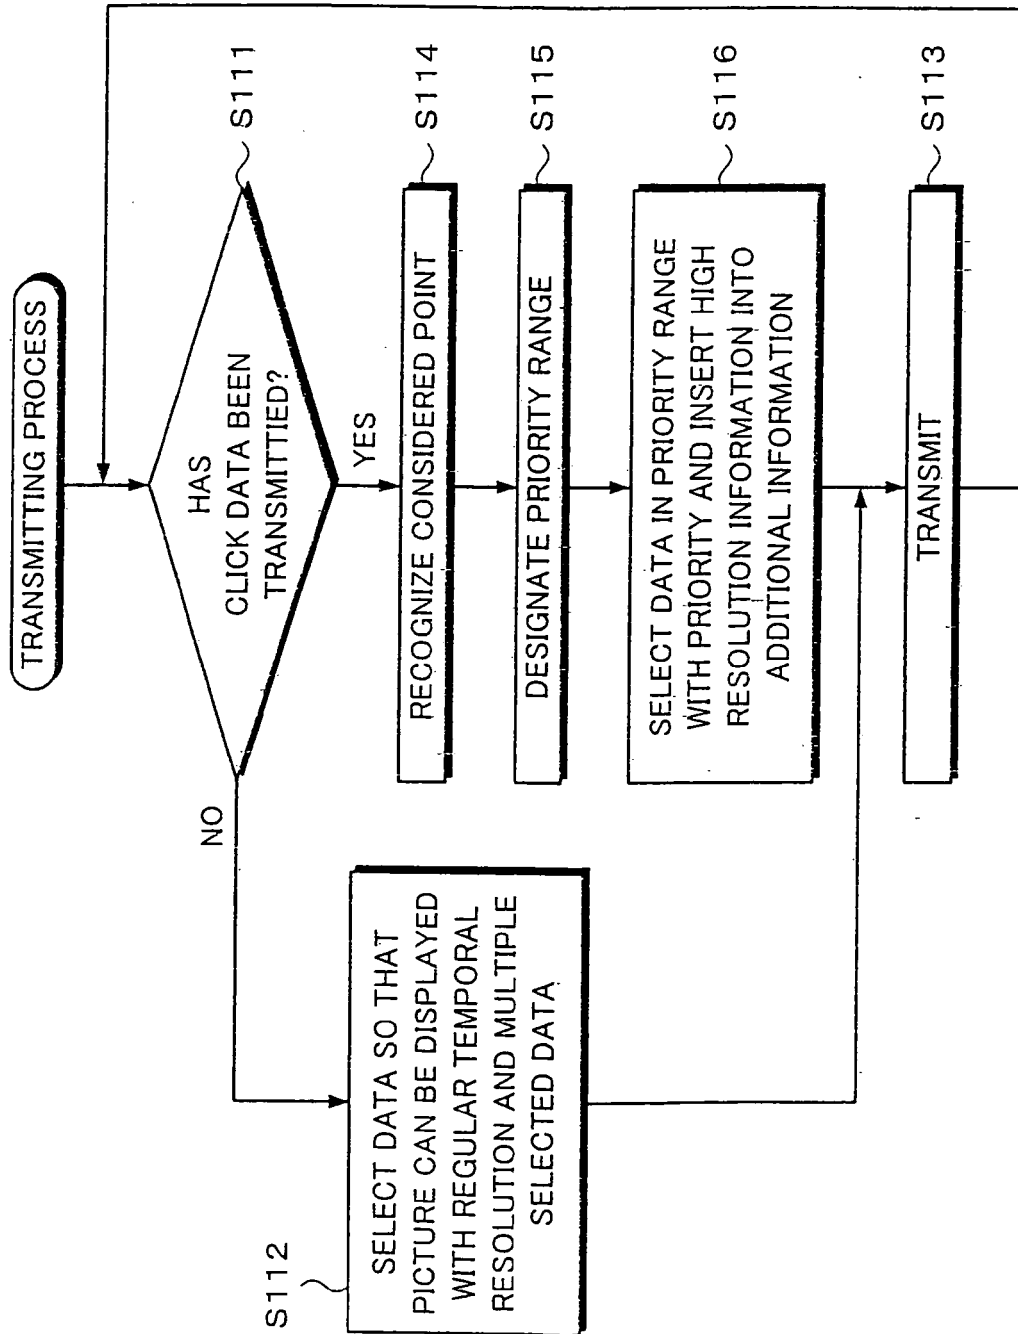 TRANSMITTING PROCESS
S111
HAS
CLICK DATA BEEN
TRANSMITTIED?
YES
NO
S114
RECOGNIZE CONSIDERED POINT
S115
DESIGNATE PRIORITY RANGE
S116
SELECT DATA IN PRIORITY RANGE
WITH PRIORITY AND INSERT HIGH
RESOLUTION INFORMATION INTO
ADDITIONAL INFORMATION
S112
SELECT DATA SO THAT
PICTURE CAN BE DISPLAYED
WITH REGULAR TEMPORAL
RESOLUTION AND MULTIPLE
SELECTED DATA
S113
TRANSMIT